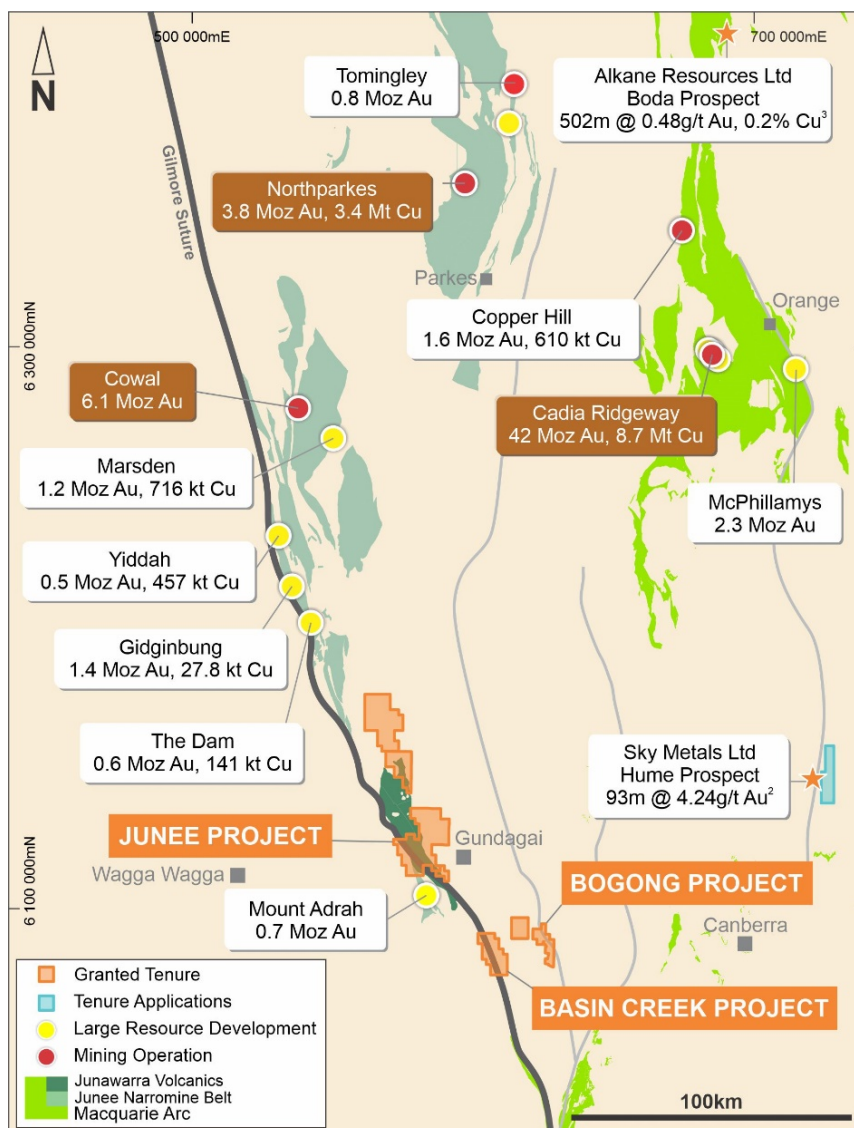 500 000mE
700 000mE
N
Tomingley
0.8 Moz Au
Alkane Resources Ltd
Boda Prospect
502m @ 0.48g/t Au, 0.2% Cu³
Gilmore Suture
Northparkes
3.8 Moz Au, 3.4 Mt Cu
Parkes
Orange
Copper Hill
1.6 Moz Au, 610 kt Cu
6 300 000mN
Cowal
6.1 Moz Au
Cadia Ridgeway
42 Moz Au, 8.7 Mt Cu
Marsden
1.2 Moz Au, 716 kt Cu
McPhillamys
2.3 Moz Au
Yiddah
0.5 Moz Au, 457 kt Cu
Gidginbung
1.4 Moz Au, 27.8 kt Cu
The Dam
0.6 Moz Au, 141 kt Cu
Sky Metals Ltd
Hume Prospect
93m @ 4.24g/t Au²
JUNEE PROJECT
Gundagai
Wagga Wagga
BOGONG PROJECT
6 100 000mN
Mount Adrah
0.7 Moz Au
Canberra
BASIN CREEK PROJECT
Granted Tenure
Tenure Applications
Large Resource Development
Mining Operation
Junawarra Volcanics
Junee Narromine Belt
Macquarie Arc
100km